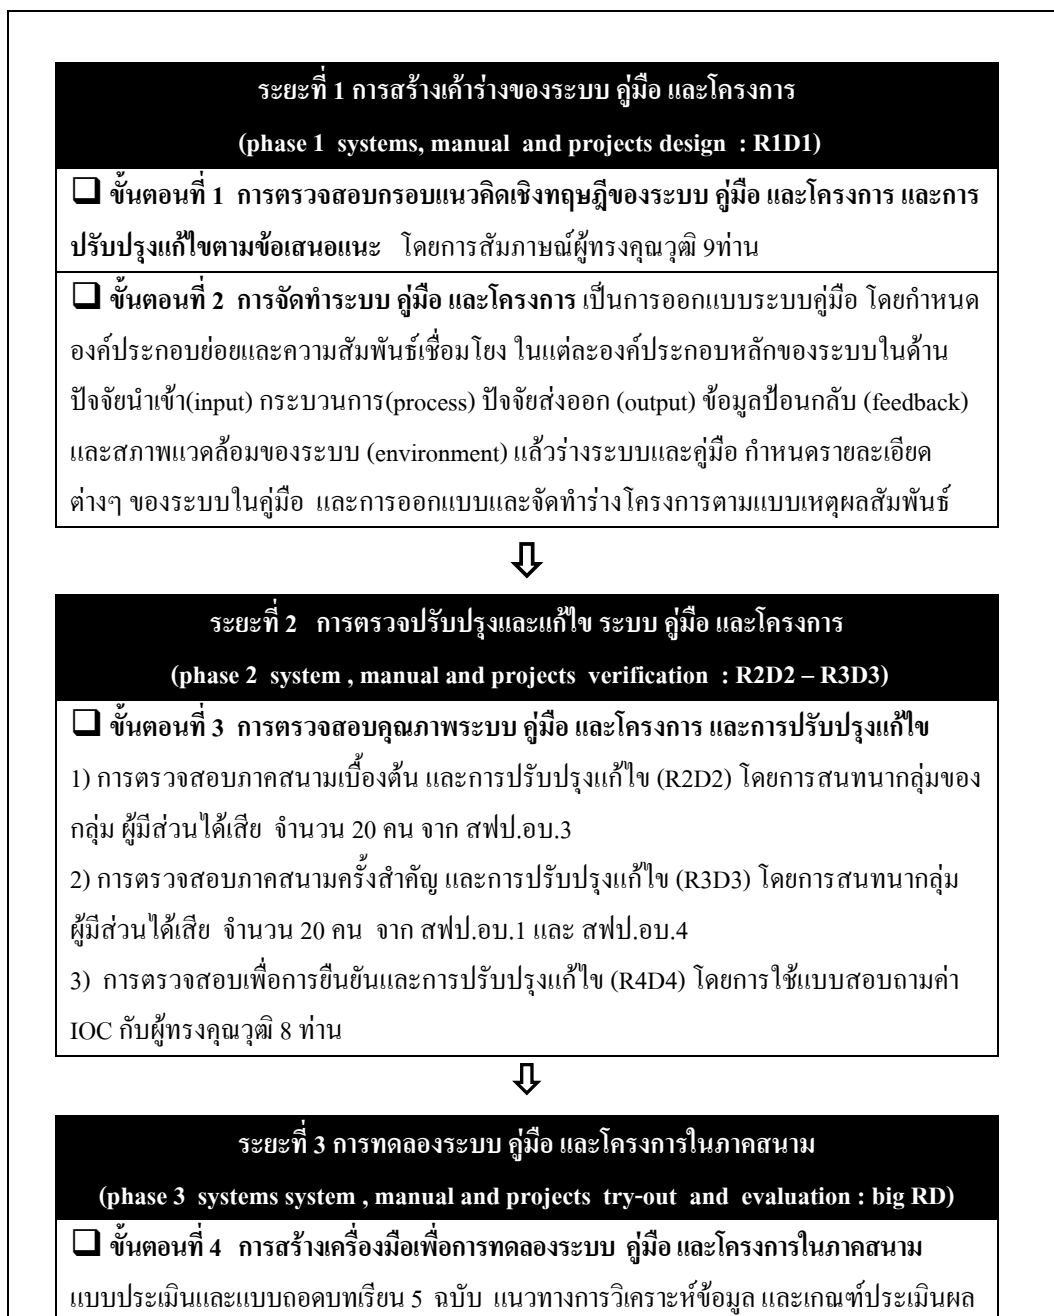 ระยะที่ 1 การสร้างเค้าร่างของระบบ คู่มือ และโครงการ
(phase 1 systems, manual and projects design : R1D1)
❑ ขั้นตอนที่ 1 การตรวจสอบกรอบแนวคิดเชิงทฤษฎีของระบบ คู่มือ และโครงการ และการ
ปรับปรุงแก้ไขตามข้อเสนอแนะ โดยการสัมภาษณ์ผู้ทรงคุณวุฒิ 9ท่าน
❑ ขั้นตอนที่ 2 การจัดทำระบบ คู่มือ และโครงการ เป็นการออกแบบระบบคู่มือ โดยกำหนด
องค์ประกอบย่อยและความสัมพันธ์เชื่อมโยง ในแต่ละองค์ประกอบหลักของระบบในด้าน
ปัจจัยนำเข้า(input) กระบวนการ(process) ปัจจัยส่งออก (output) ข้อมูลป้อนกลับ (feedback)
และสภาพแวดล้อมของระบบ (environment) แล้วร่างระบบและคู่มือ กำหนดรายละเอียด
ต่างๆ ของระบบในคู่มือ และการออกแบบและจัดทำร่างโครงการตามแบบเหตุผลสัมพันธ์
⇩
ระยะที่ 2 การตรวจปรับปรุงและแก้ไข ระบบ คู่มือ และโครงการ
(phase 2 system , manual and projects verification : R2D2 – R3D3)
❑ ขั้นตอนที่ 3 การตรวจสอบคุณภาพระบบ คู่มือ และโครงการ และการปรับปรุงแก้ไข
1) การตรวจสอบภาคสนามเบื้องต้น และการปรับปรุงแก้ไข (R2D2) โดยการสนทนากลุ่มของ
กลุ่ม ผู้มีส่วนได้เสีย จำนวน 20 คน จาก สพป.อบ.3
2) การตรวจสอบภาคสนามครั้งสำคัญ และการปรับปรุงแก้ไข (R3D3) โดยการสนทนากลุ่ม
ผู้มีส่วนได้เสีย จำนวน 20 คน จาก สพป.อบ.1 และ สพป.อบ.4
3) การตรวจสอบเพื่อการยืนยันและการปรับปรุงแก้ไข (R4D4) โดยการใช้แบบสอบถามค่า
IOC กับผู้ทรงคุณวุฒิ 8 ท่าน
⇩
ระยะที่ 3 การทดลองระบบ คู่มือ และโครงการในภาคสนาม
(phase 3 systems system , manual and projects try-out and evaluation : big RD)
❑ ขั้นตอนที่ 4 การสร้างเครื่องมือเพื่อการทดลองระบบ คู่มือ และโครงการในภาคสนาม
แบบประเมินและแบบถอดบทเรียน 5 ฉบับ แนวทางการวิเคราะห์ข้อมูล และเกณฑ์ประเมินผล